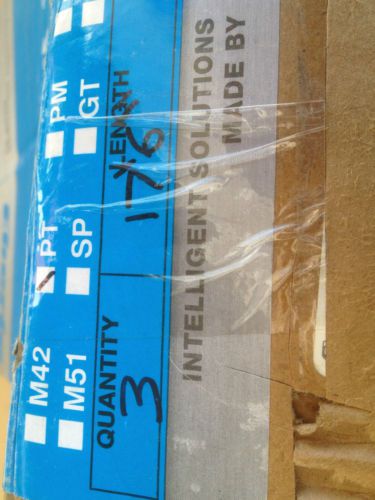 M42 PT PM
M51 SP GT
QUANTITY LENGTH
3 176
INTELLIGENT SOLUTIONS
MADE BY